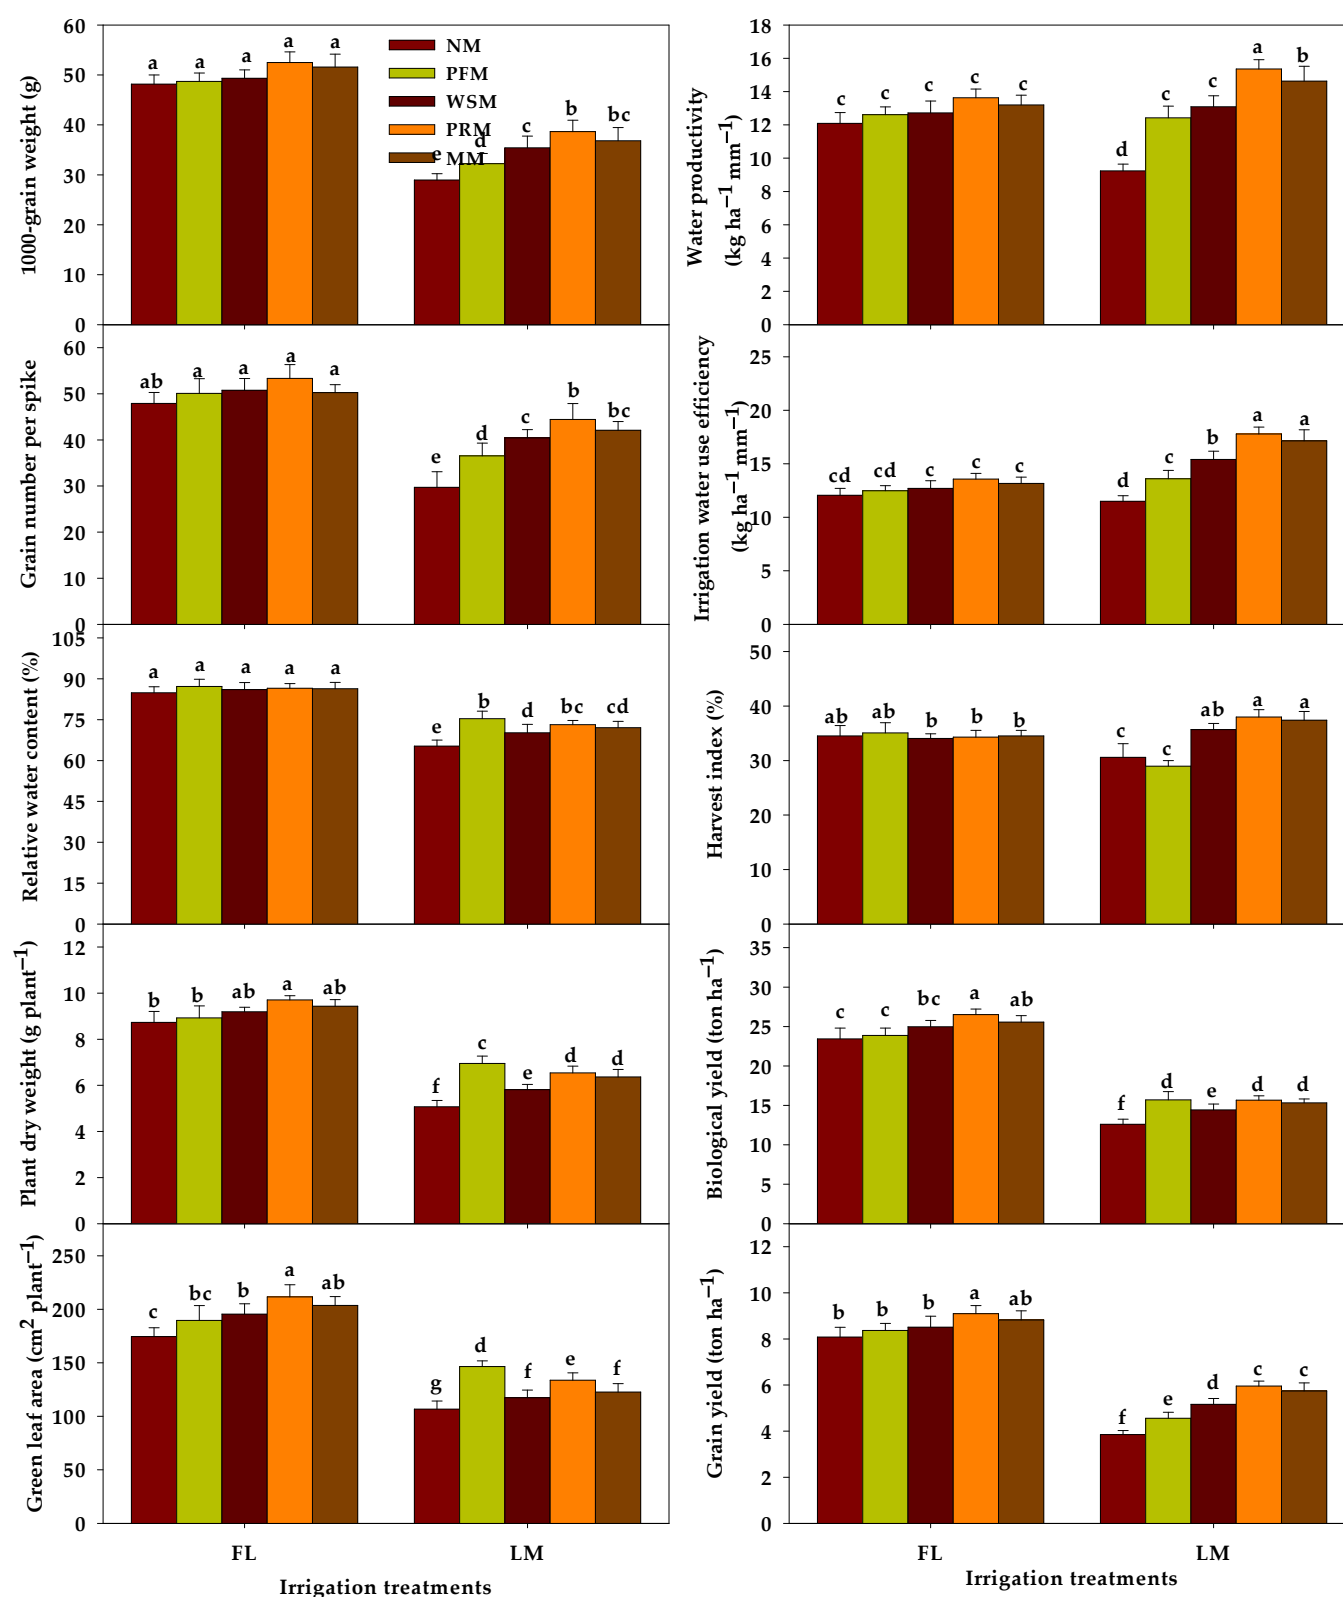 60
50
40
30
20
10
0
1000-grain weight (g)
a
a
a
a
a
e
d
c
b
bc
NM
PFM
WSM
PRM
MM
18
16
14
12
10
8
6
4
2
0
Water productivity
(kg ha⁻¹ mm⁻¹)
c
c
c
c
c
d
c
c
a
b
60
50
40
30
20
10
0
Grain number per spike
ab
a
a
a
a
e
d
c
b
bc
25
20
15
10
5
0
Irrigation water use efficiency
(kg ha⁻¹ mm⁻¹)
cd
cd
c
c
c
d
c
b
a
a
105
90
75
60
45
30
15
0
Relative water content (%)
a
a
a
a
a
e
b
d
bc
cd
50
40
30
20
10
0
Harvest index (%)
ab
ab
b
b
b
c
c
ab
a
a
12
10
8
6
4
2
0
Plant dry weight (g plant⁻¹)
b
b
ab
a
ab
f
c
e
d
d
35
30
25
20
15
10
5
0
Biological yield (ton ha⁻¹)
c
c
bc
a
ab
f
d
e
d
d
250
200
150
100
50
0
Green leaf area (cm² plant⁻¹)
c
bc
b
a
ab
g
d
f
e
f
FL
LM
Irrigation treatments
12
10
8
6
4
2
0
Grain yield (ton ha⁻¹)
b
b
b
a
ab
f
e
d
c
c
FL
LM
Irrigation treatments